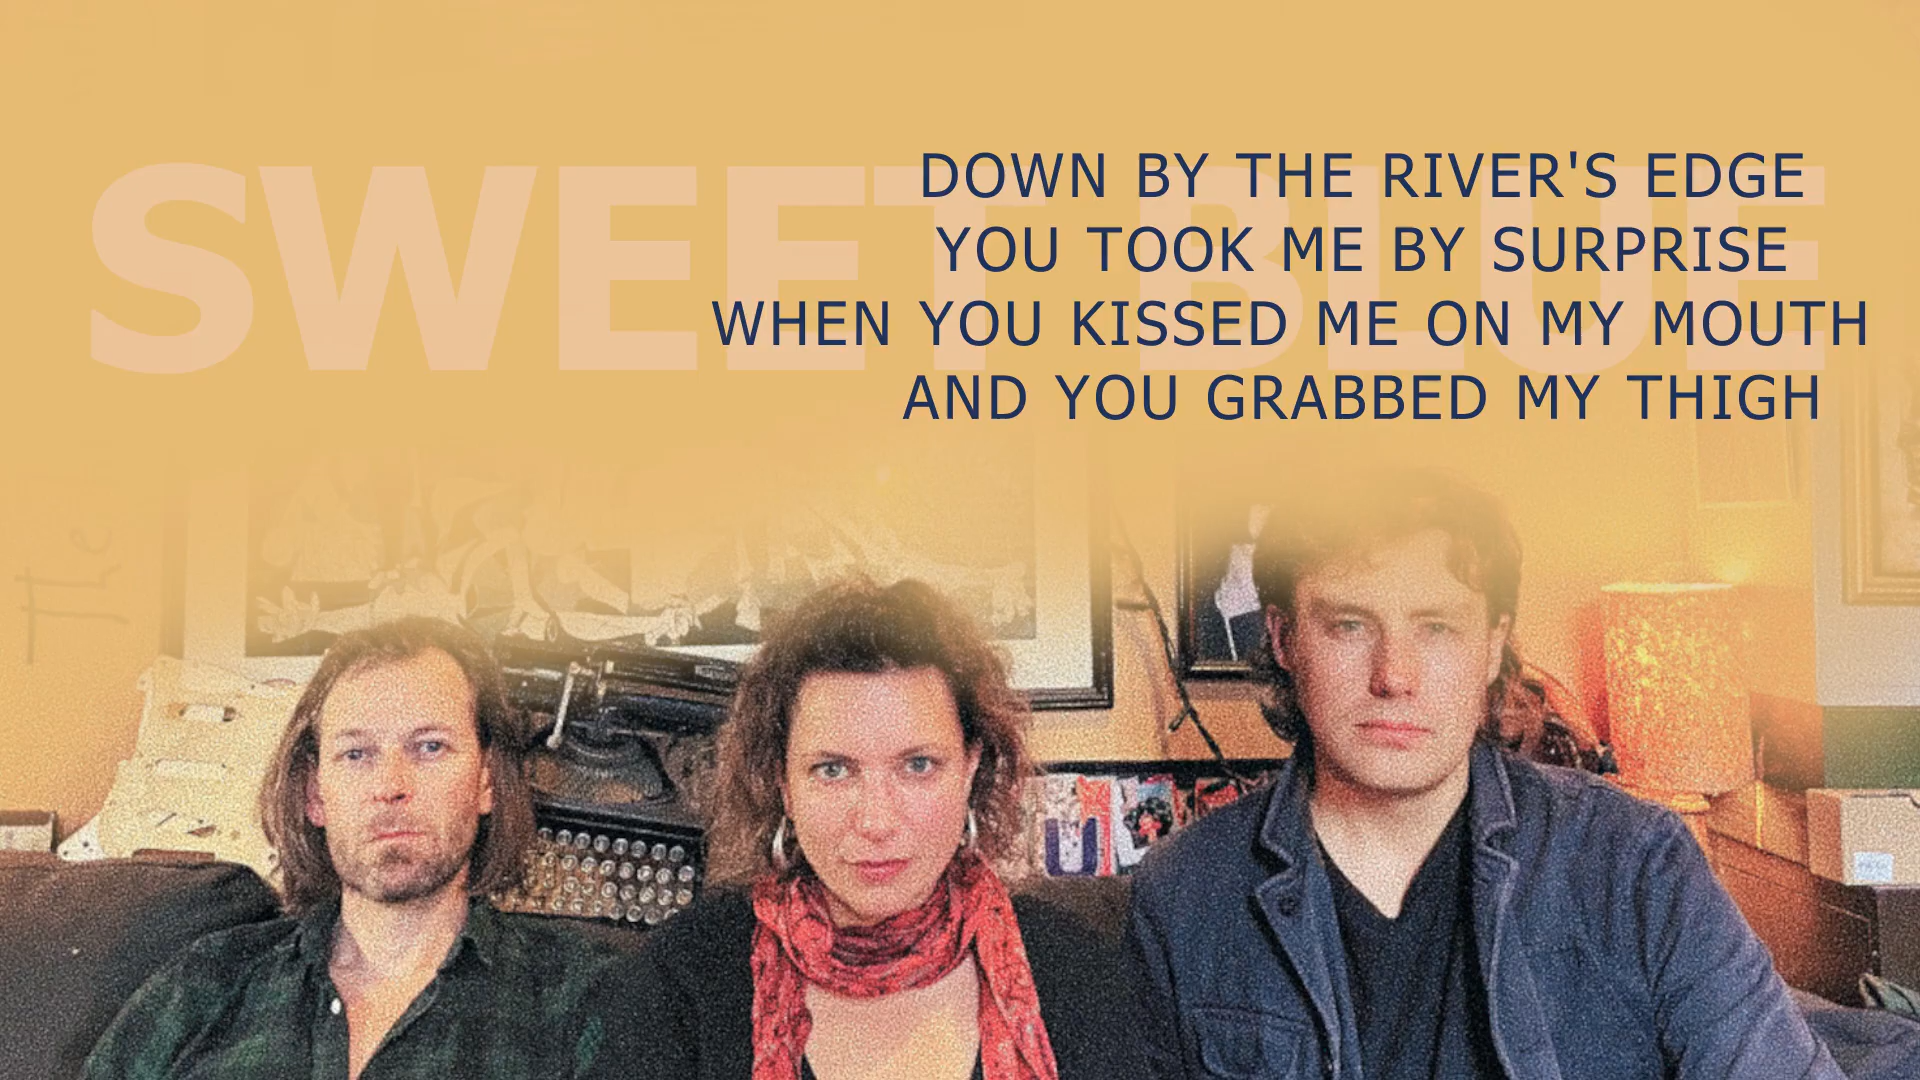 SWEET BLUE
DOWN BY THE RIVER'S EDGE
YOU TOOK ME BY SURPRISE
WHEN YOU KISSED ME ON MY MOUTH
AND YOU GRABBED MY THIGH
The